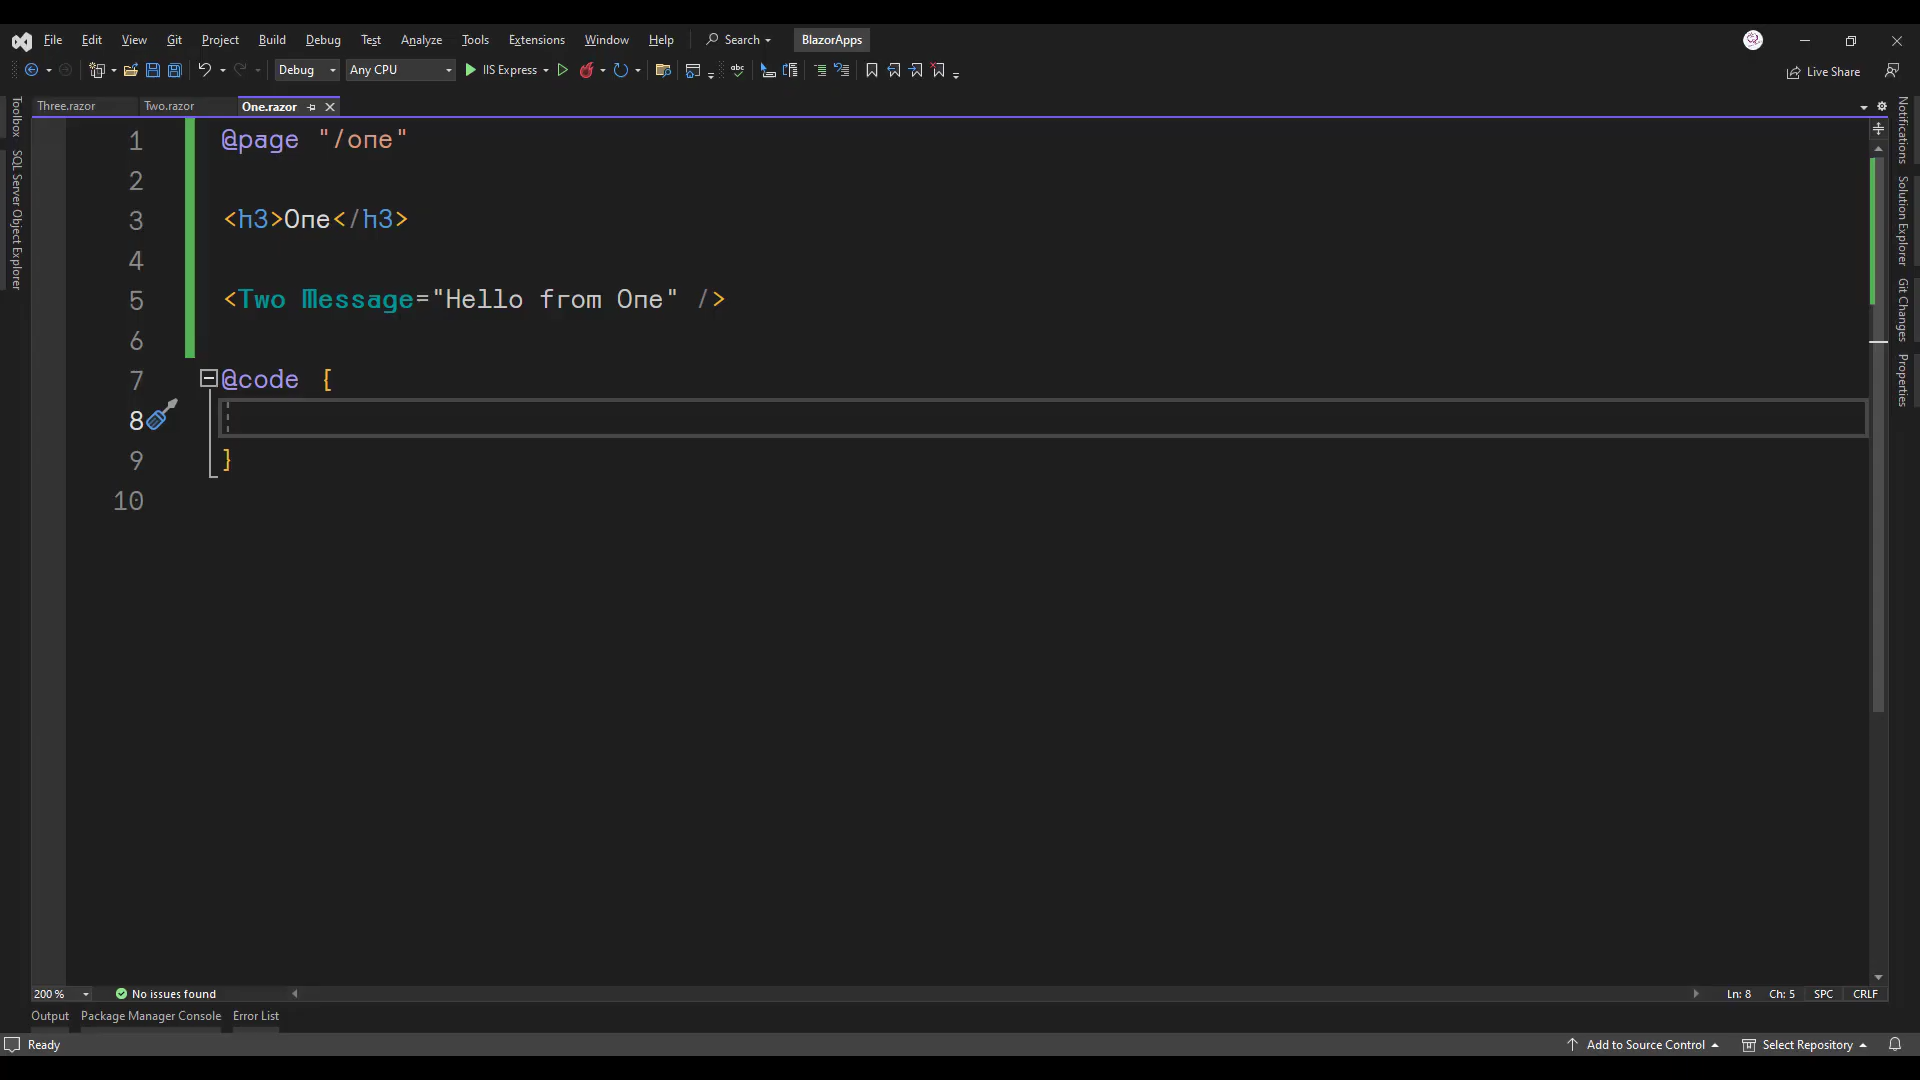 File Edit View Git Project Build Debug Test Analyze Tools Extensions Window Help Search BlazorApps
Debug Any CPU IIS Express Live Share
Three.razor Two.razor One.razor
Toolbox
SQL Server Object Explorer
1 @page "/one"
2
3 <h3>One</h3>
4
5 <Two Message="Hello from One" />
6
7 @code {
8
9 }
10
Notifications
Solution Explorer
Git Changes
Properties
200 % No issues found Ln: 8 Ch: 5 SPC CRLF
Output Package Manager Console Error List
Ready Add to Source Control Select Repository